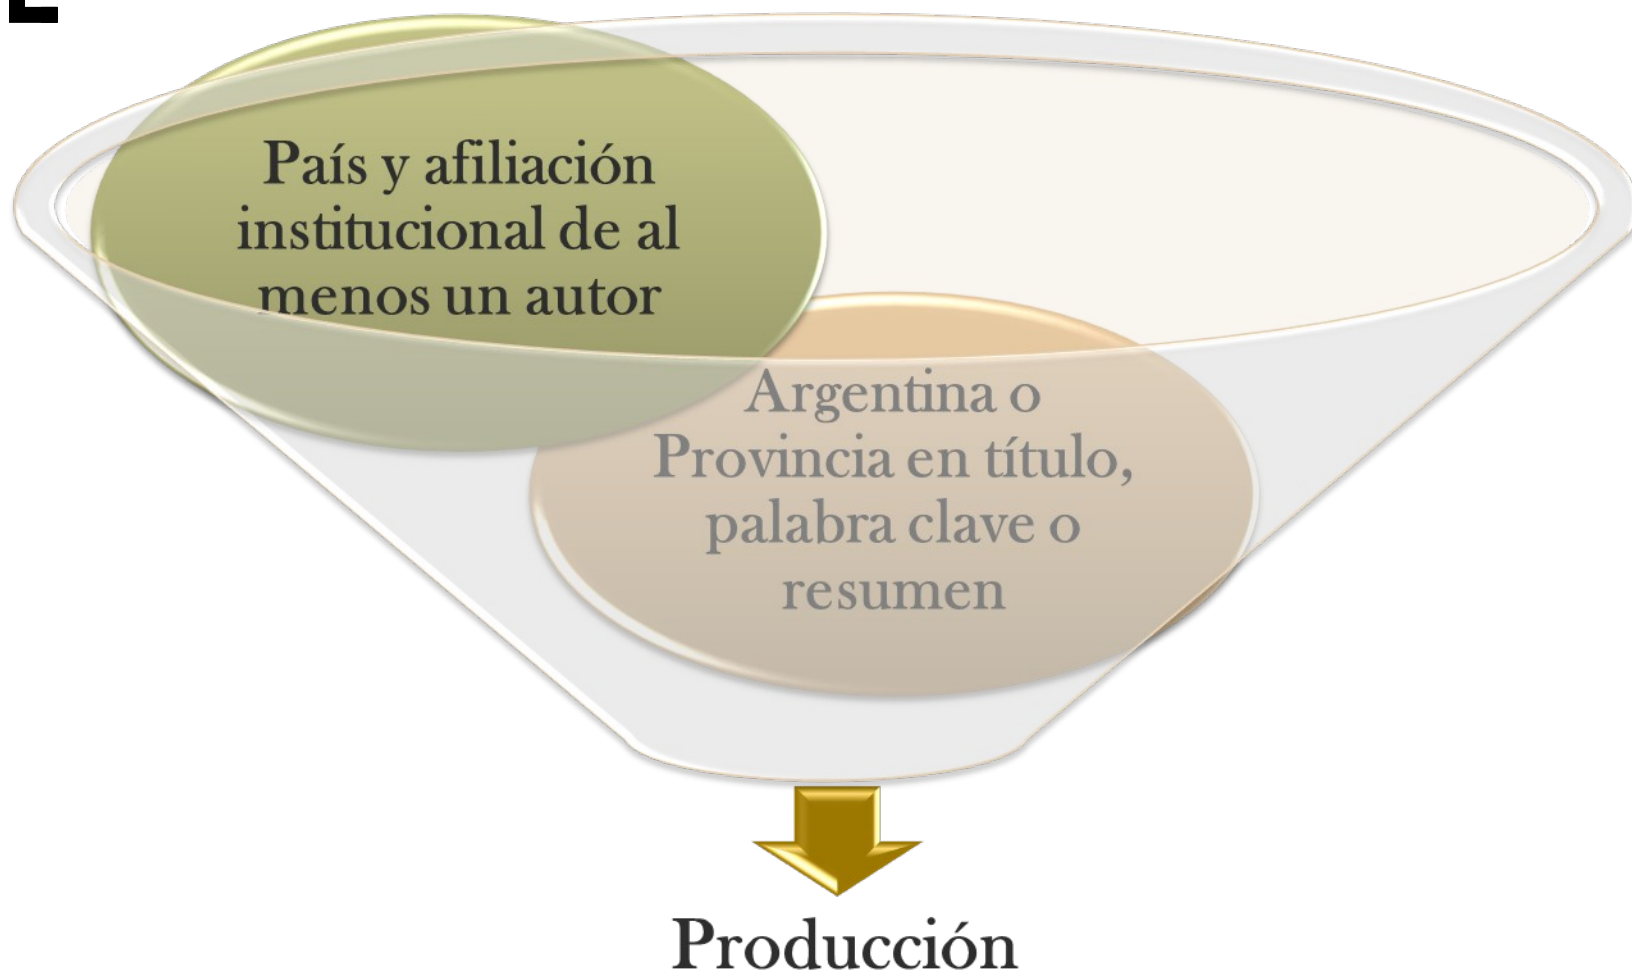 País y afiliación
institucional de al
menos un autor
Argentina o
Provincia en título,
palabra clave o
resumen
Producción